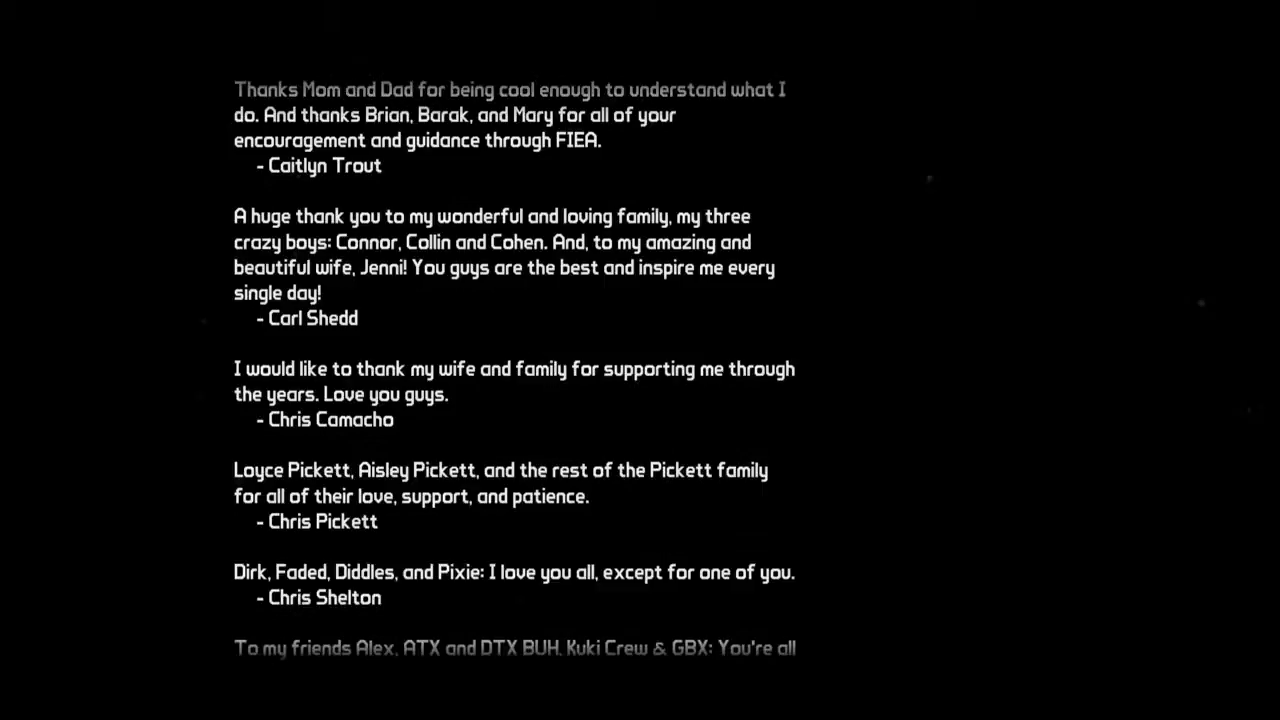 Thanks Mom and Dad for being cool enough to understand what I
do. And thanks Brian, Barak, and Mary for all of your
encouragement and guidance through FIEA.
- Caitlyn Trout
A huge thank you to my wonderful and loving family, my three
crazy boys: Connor, Collin and Cohen. And, to my amazing and
beautiful wife, Jenni! You guys are the best and inspire me every
single day!
- Carl Shedd
I would like to thank my wife and family for supporting me through
the years. Love you guys.
- Chris Camacho
Loyce Pickett, Aisley Pickett, and the rest of the Pickett family
for all of their love, support, and patience.
- Chris Pickett
Dirk, Faded, Diddles, and Pixie: I love you all, except for one of you.
- Chris Shelton
To my friends Alex, ATX and DTX BUH, Kuki Crew & GBX: You're all